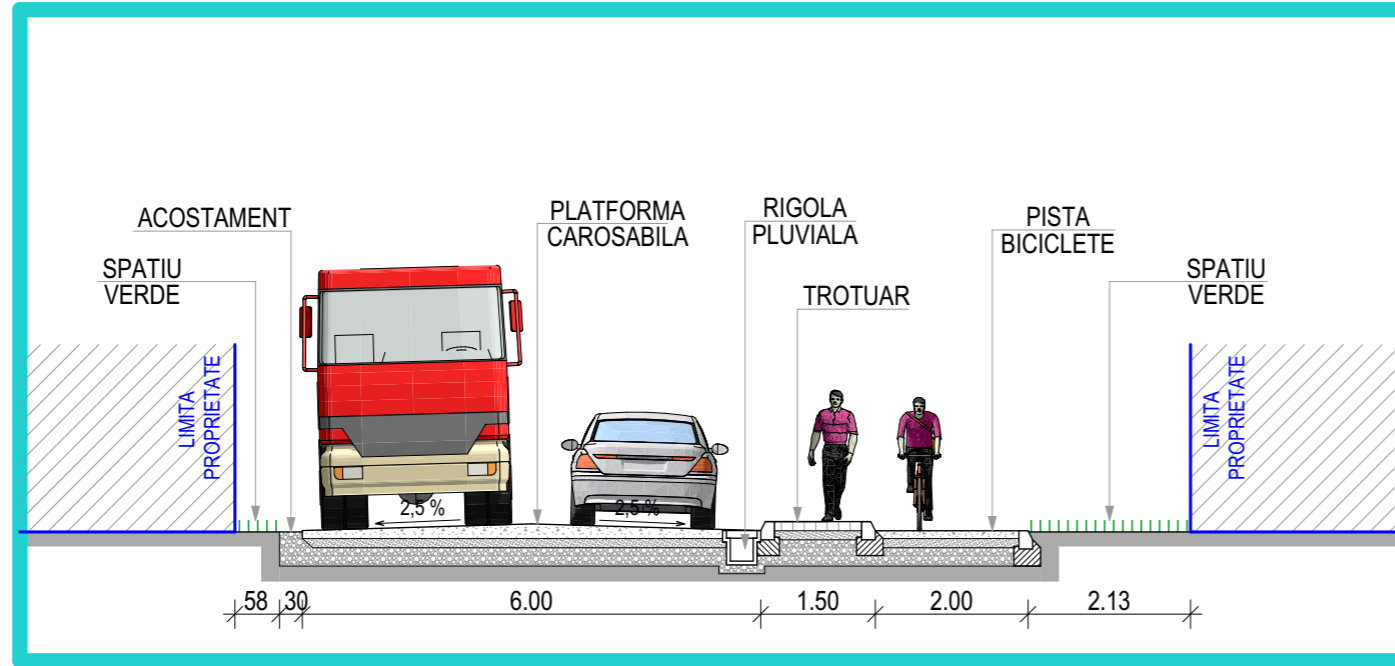 ACOSTAMENT
PLATFORMA
CAROSABILA
RIGOLA
PLUVIALA
PISTA
BICICLETE
SPATIU
VERDE
TROTUAR
SPATIU
VERDE
LIMITA
PROPRIETATE
LIMITA
PROPRIETATE
2,5 %
2,5 %
58
30
6.00
1.50
2.00
2.13